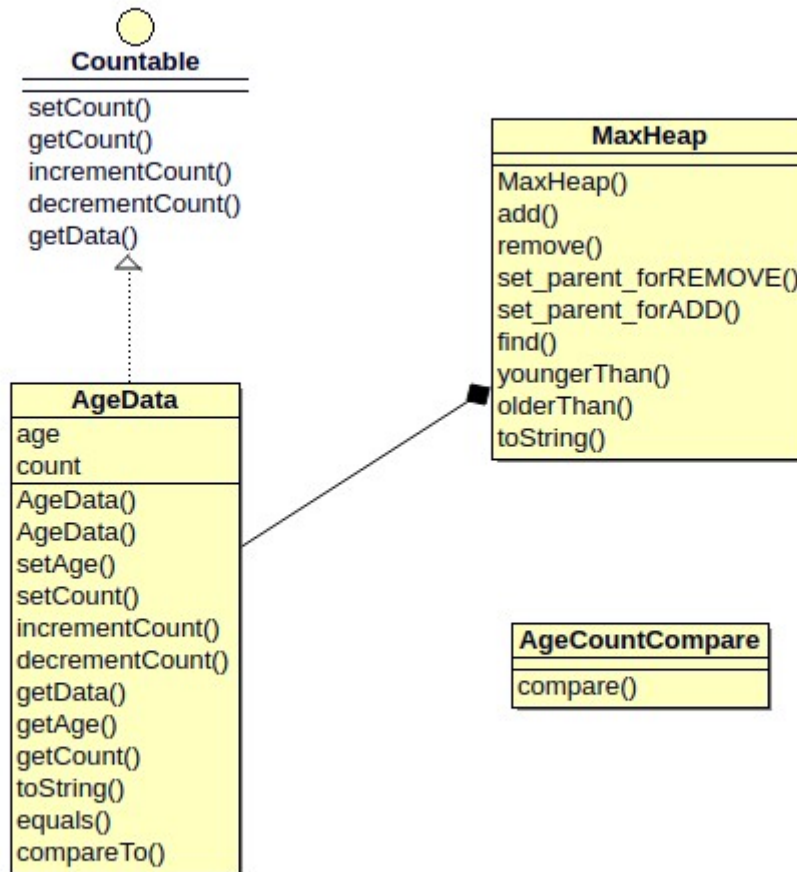 Countable
setCount()
getCount()
incrementCount()
decrementCount()
getData()
MaxHeap
MaxHeap()
add()
remove()
set_parent_forREMOVE()
set_parent_forADD()
find()
youngerThan()
olderThan()
toString()
AgeData
age
count
AgeData()
AgeData()
setAge()
setCount()
incrementCount()
decrementCount()
getData()
getAge()
getCount()
toString()
equals()
compareTo()
AgeCountCompare
compare()